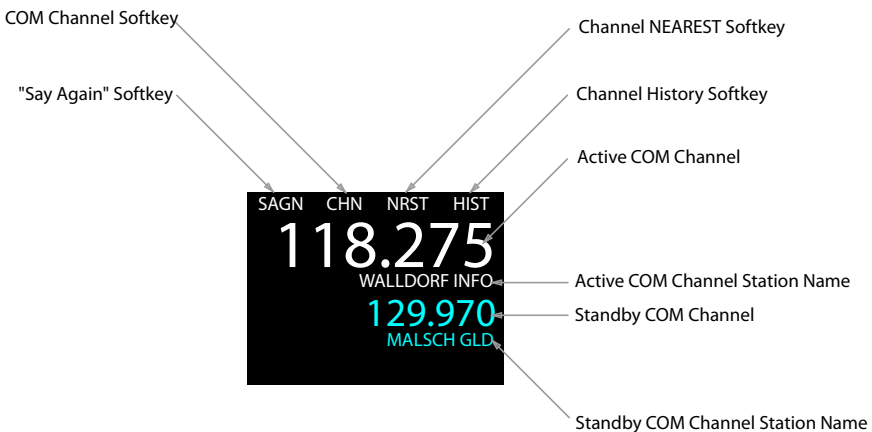 COM Channel Softkey
Channel NEAREST Softkey
"Say Again" Softkey
Channel History Softkey
Active COM Channel
SAGN CHN NRST HIST
118.275
WALLDORF INFO
Active COM Channel Station Name
129.970
Standby COM Channel
MALSCH GLD
Standby COM Channel Station Name